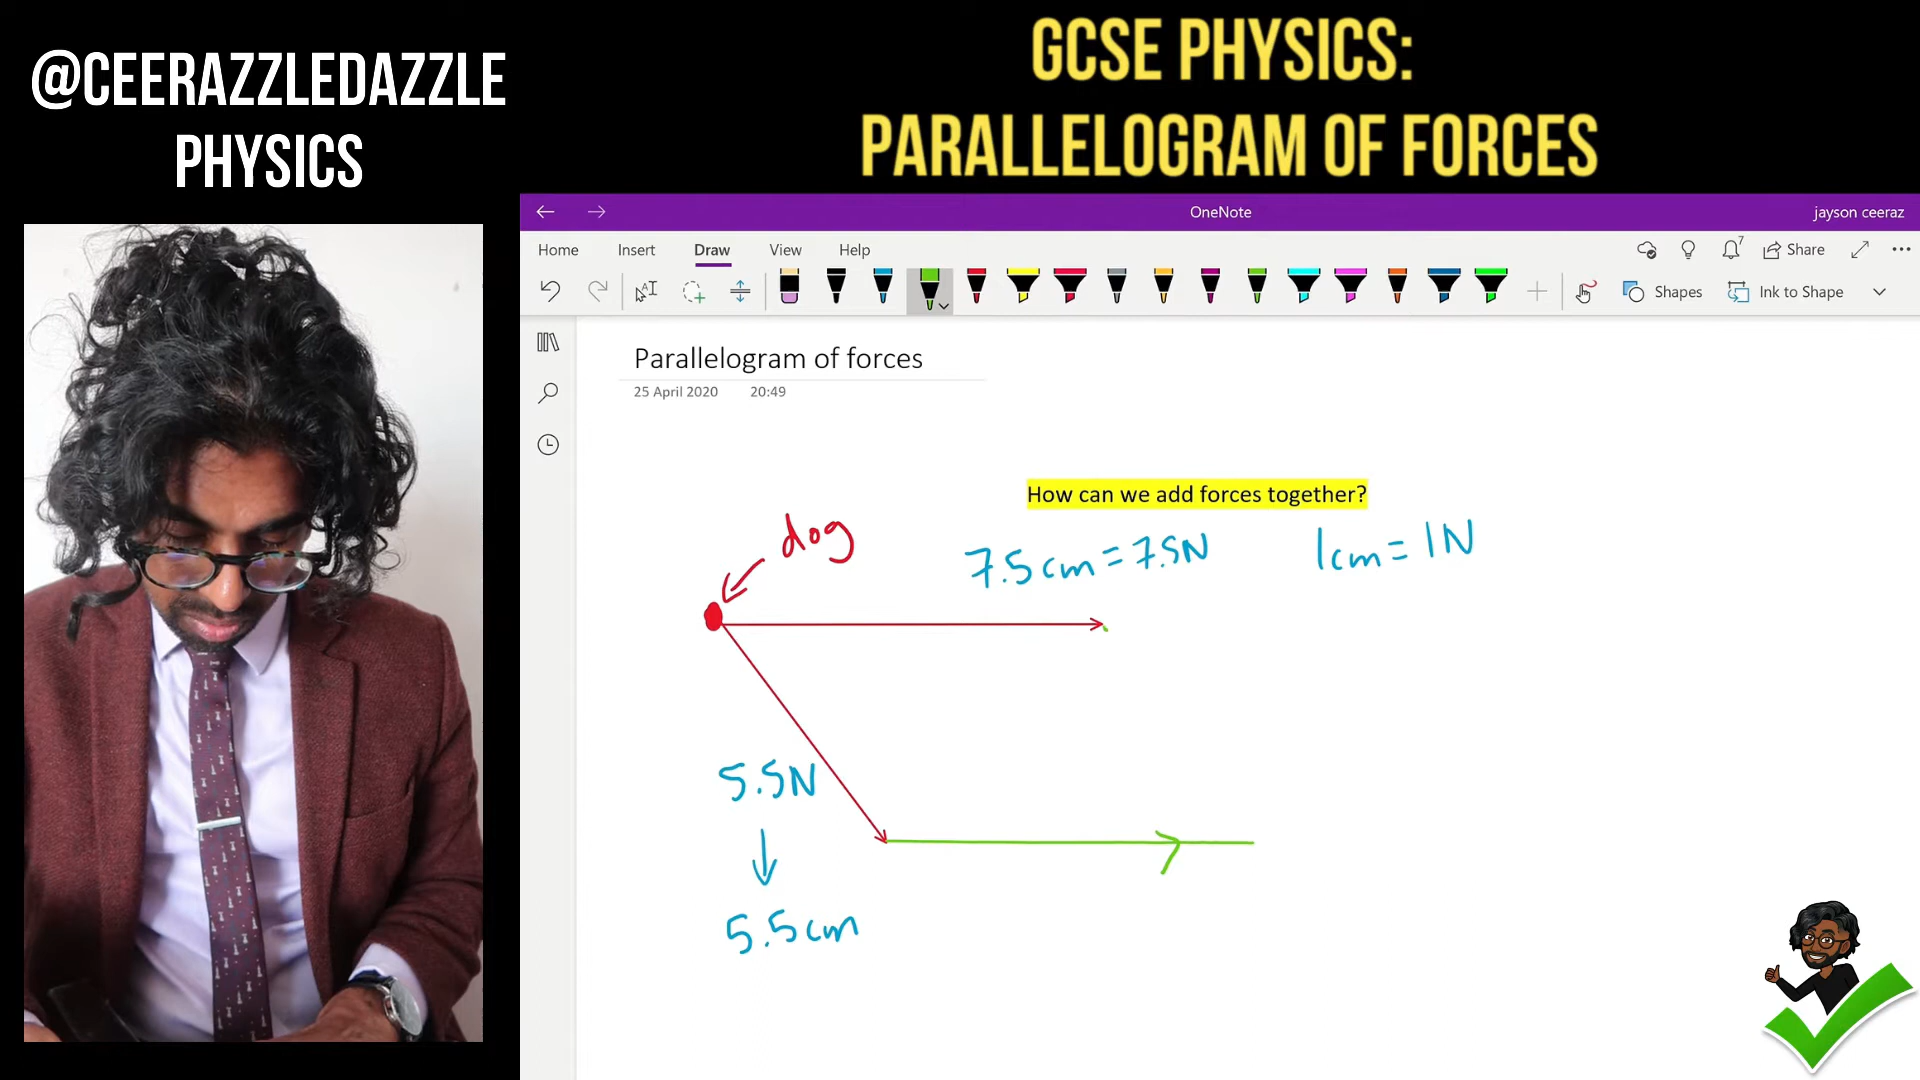 @CEERAZZLEDAZZLE
PHYSICS
GCSE PHYSICS:
PARALLELOGRAM OF FORCES
OneNote
jayson ceeraz
Home Insert Draw View Help
7
Share
Shapes
Ink to Shape
Parallelogram of forces
25 April 2020 20:49
How can we add forces together?
dog
7.5cm = 7.5N
1cm = 1N
5.5N
5.5cm